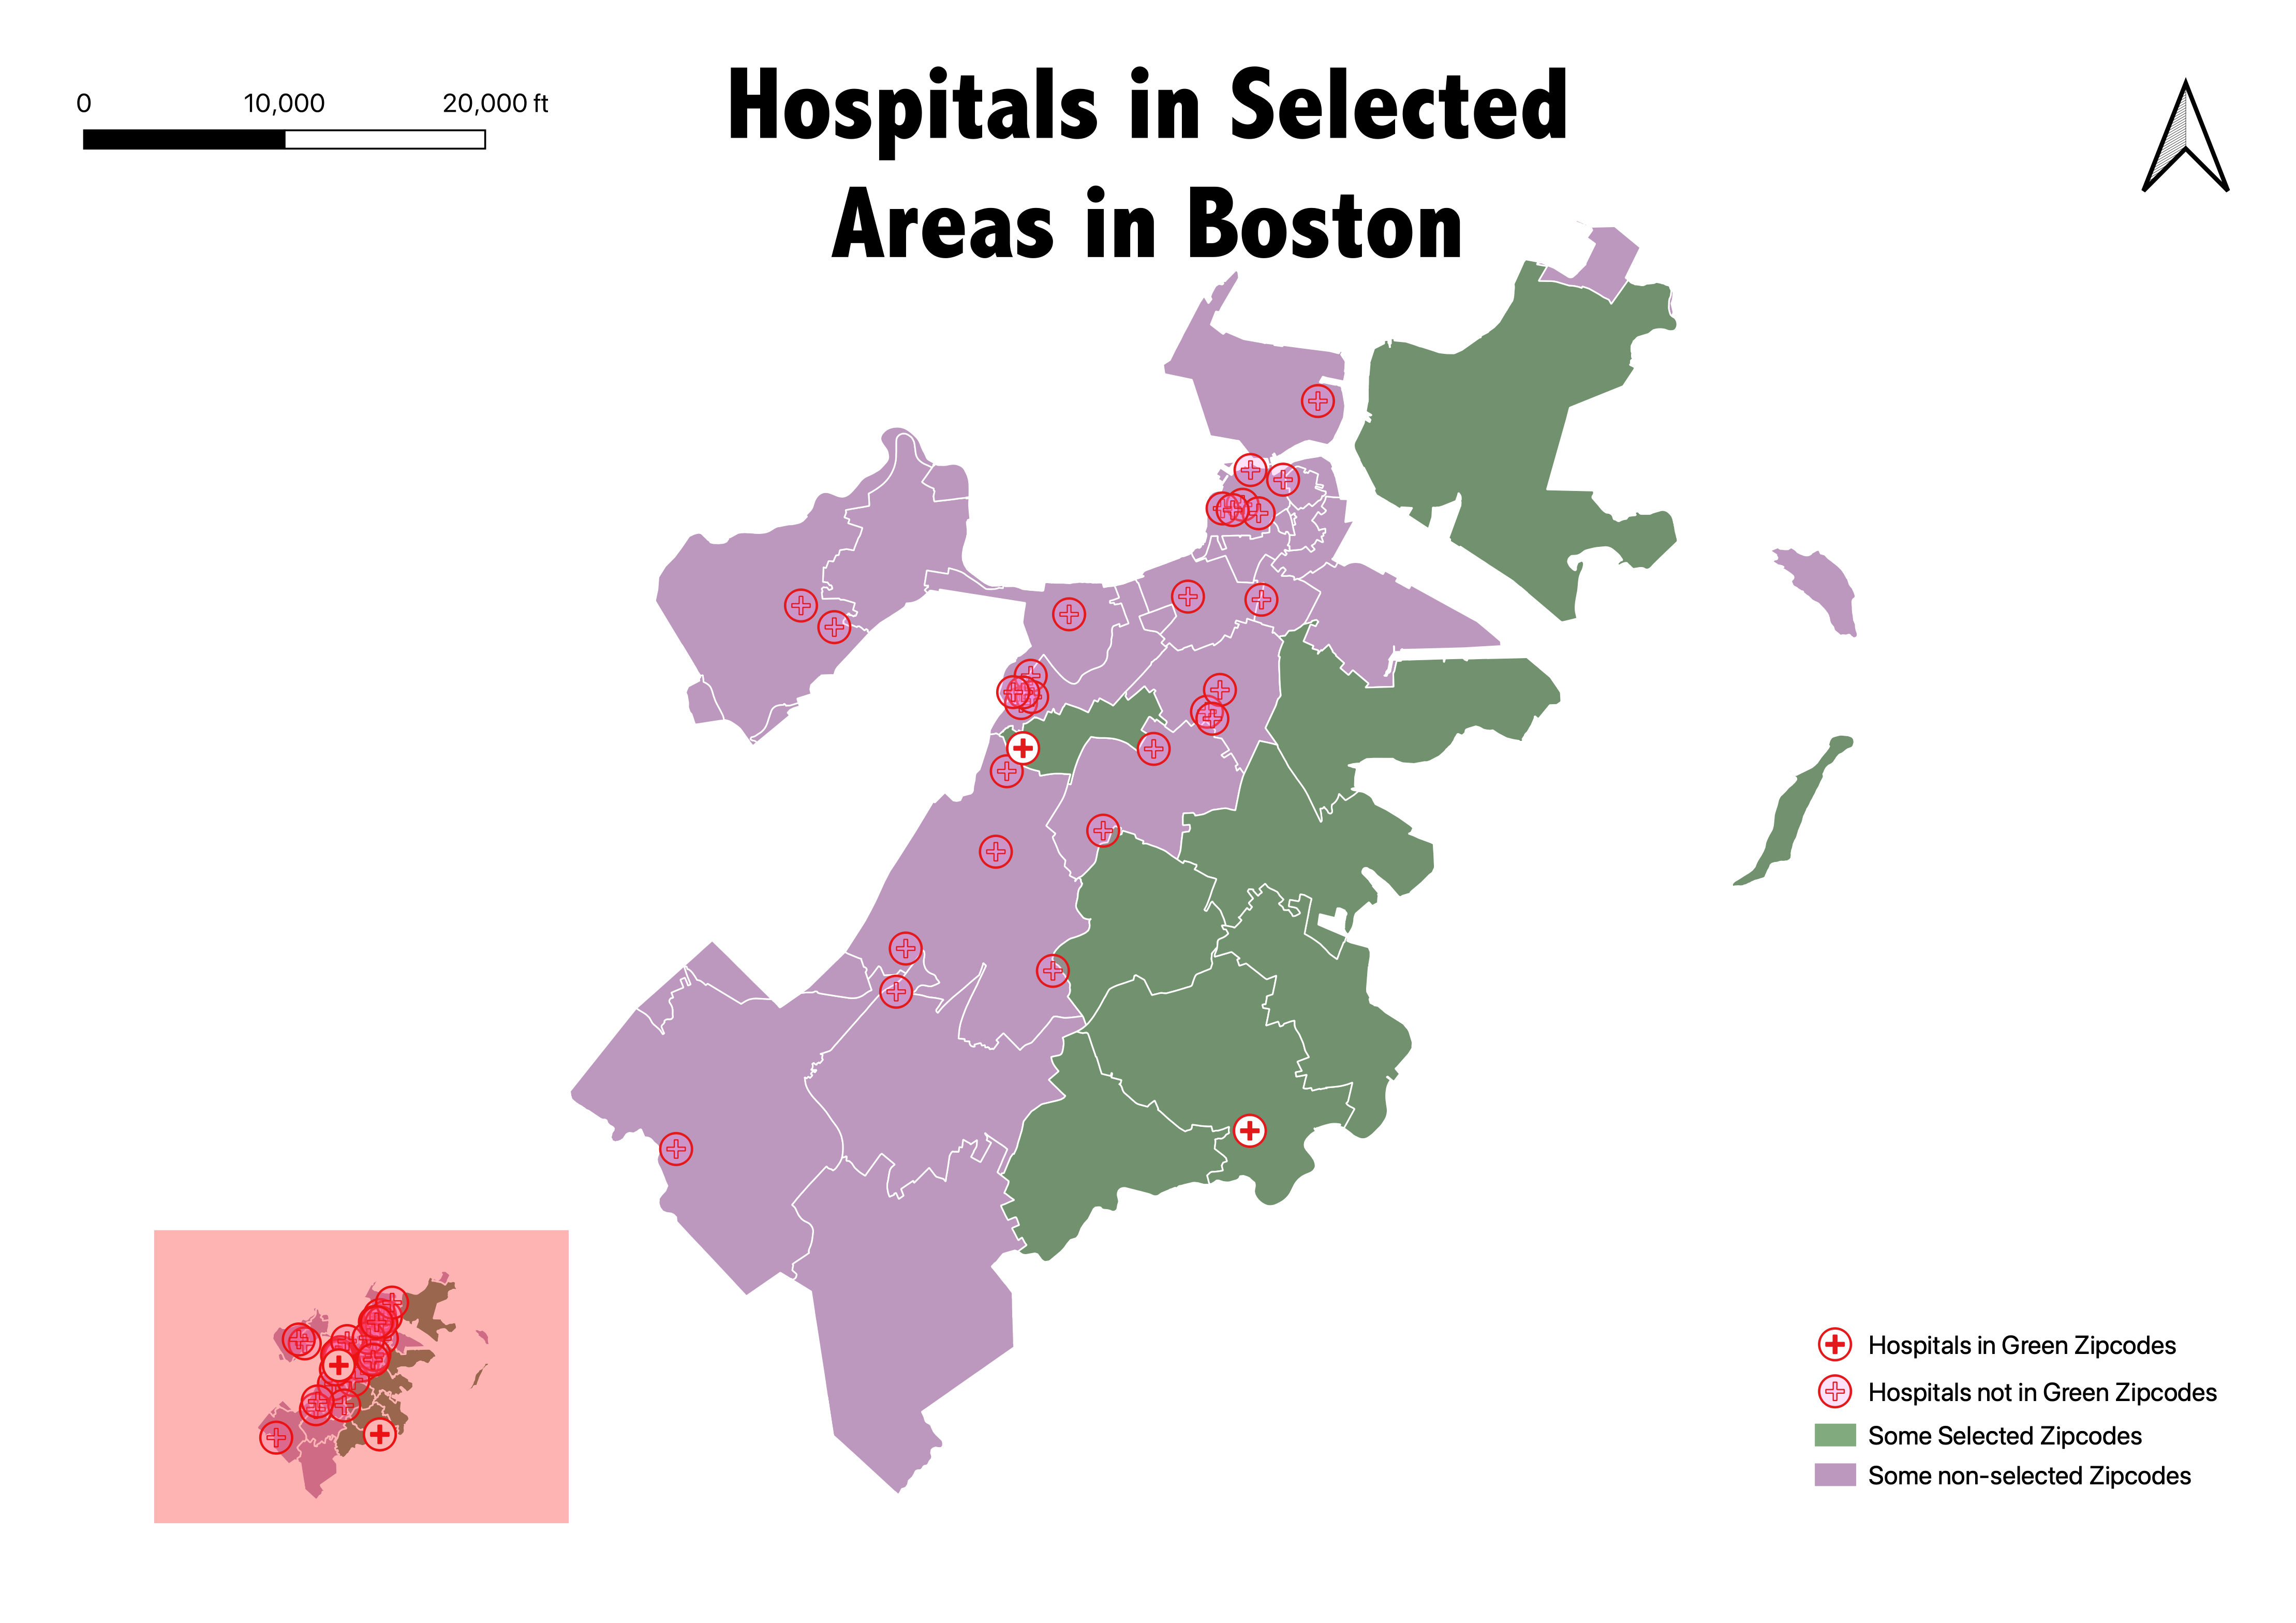 Hospitals in Selected
Areas in Boston
0 10,000 20,000 ft
Hospitals in Green Zipcodes
Hospitals not in Green Zipcodes
Some Selected Zipcodes
Some non-selected Zipcodes